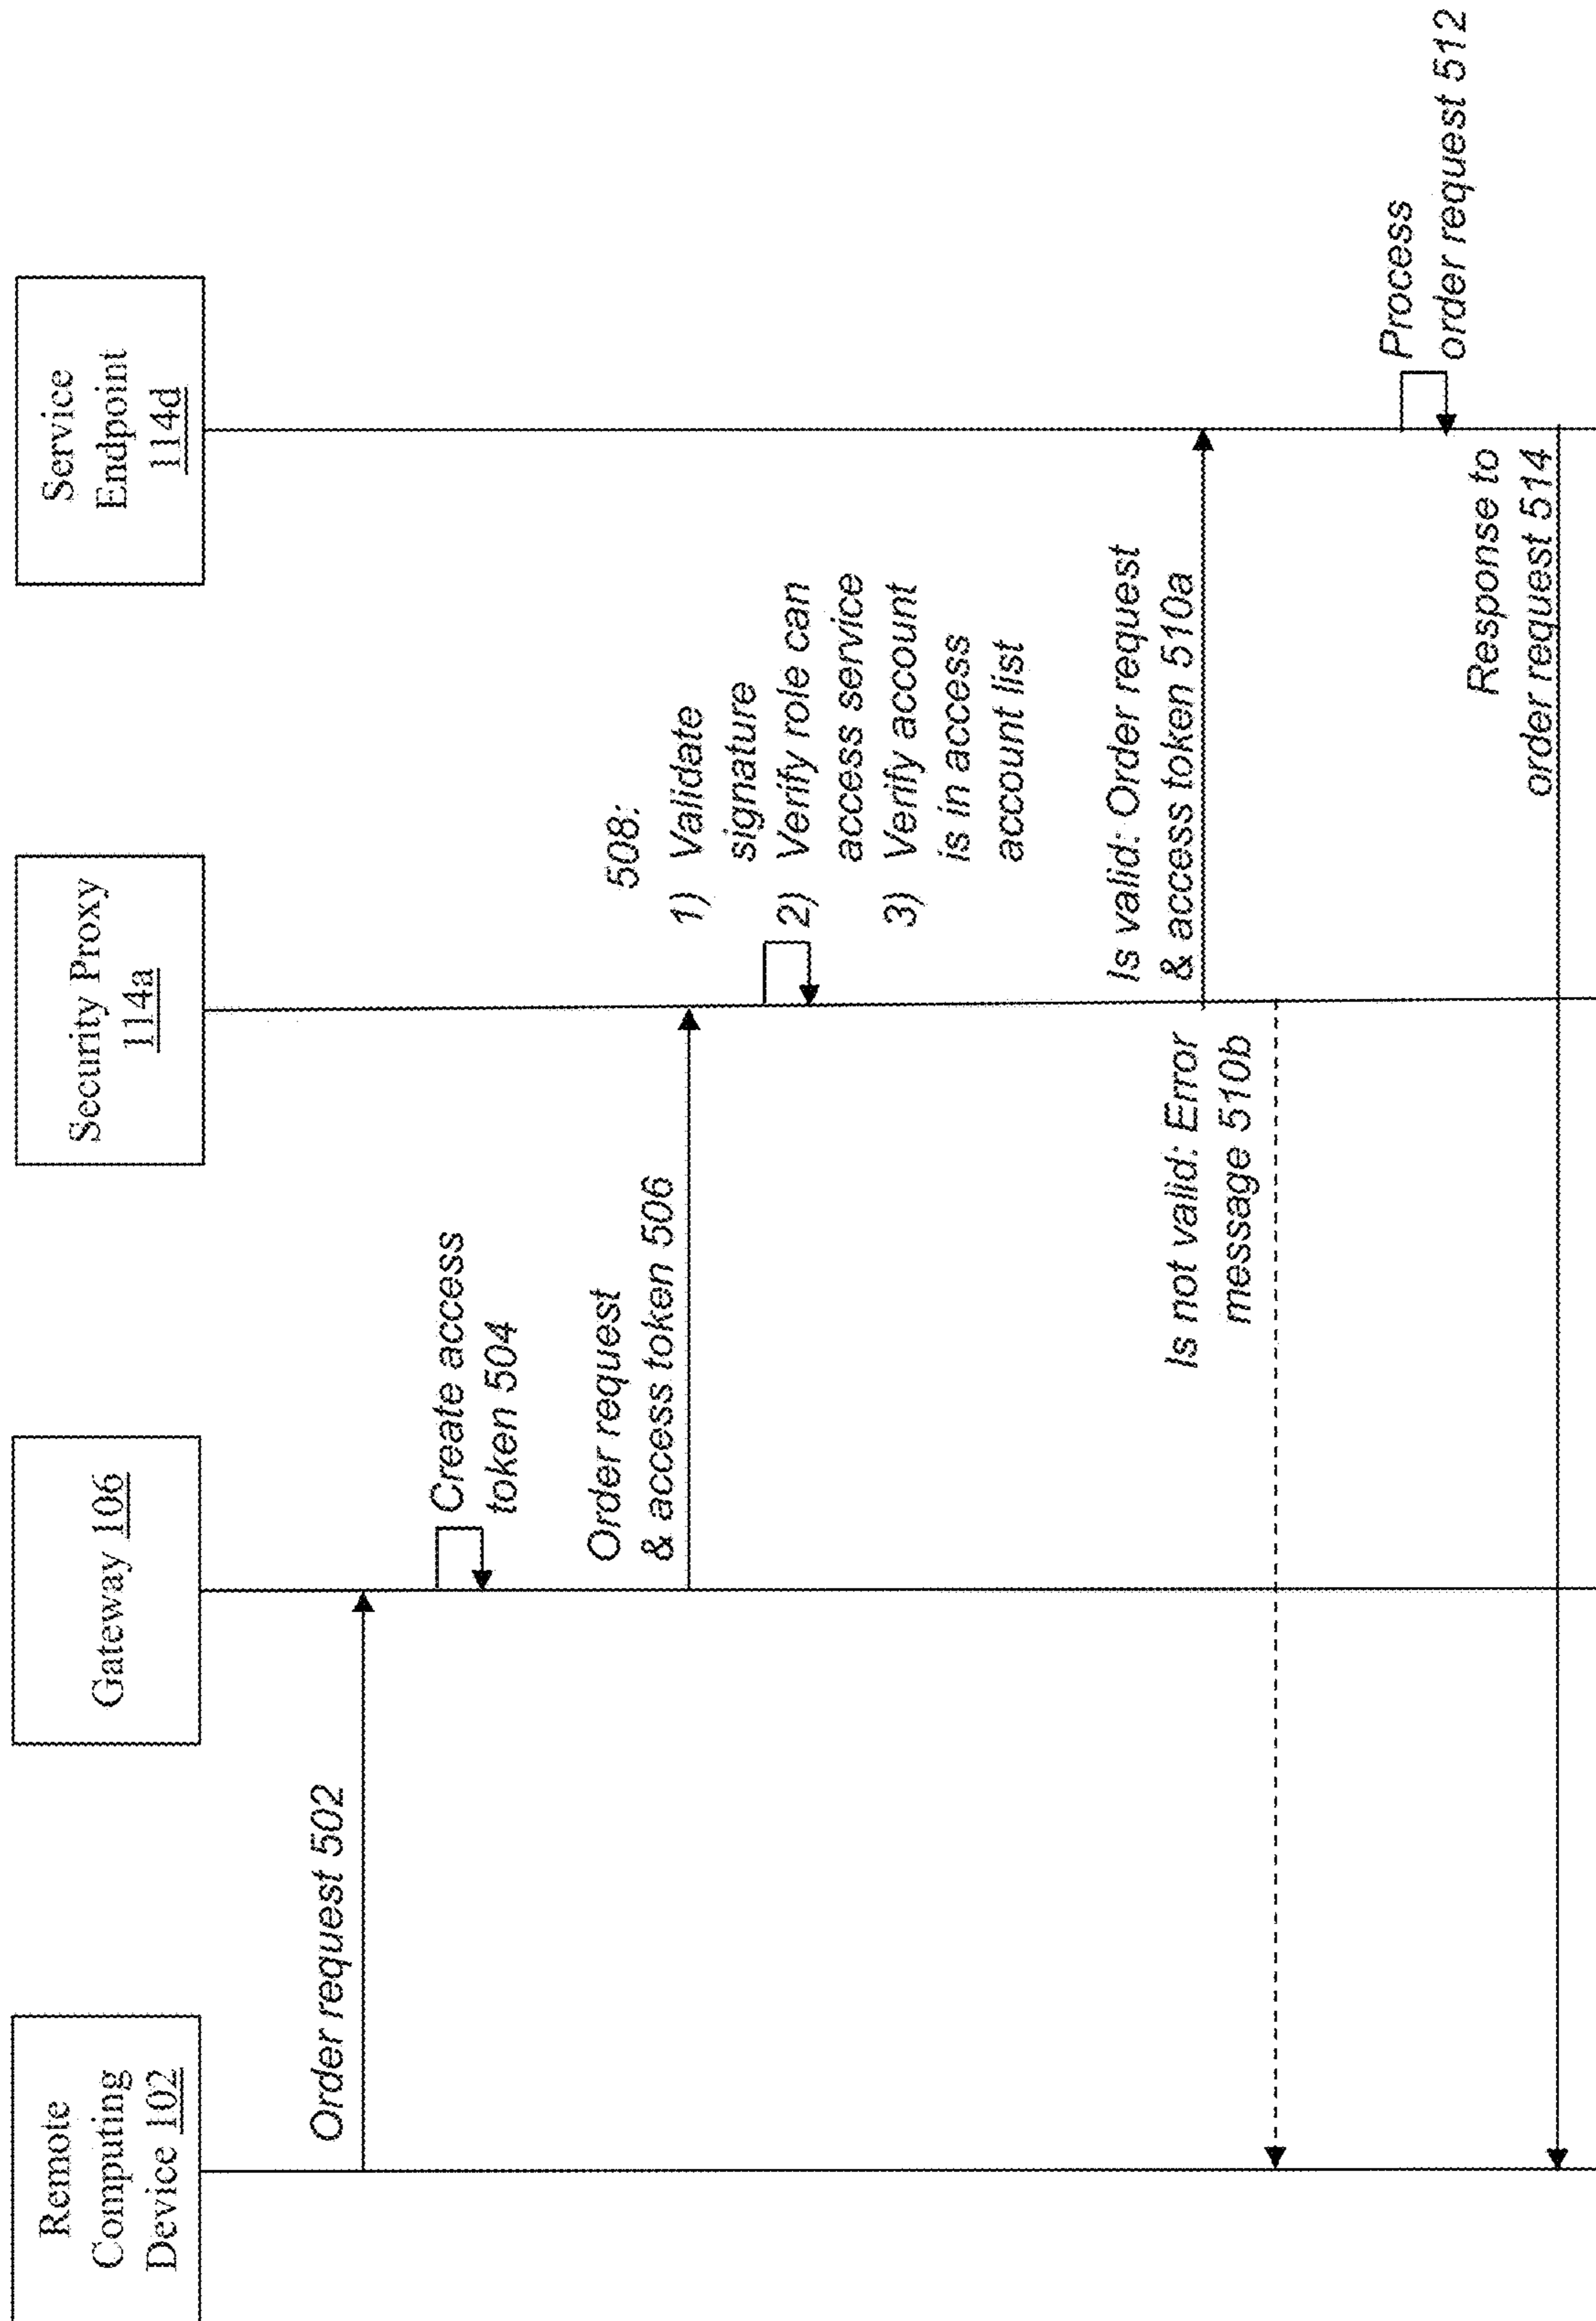 Remote
Computing
Device 102
Gateway 106
Security Proxy
114a
Service
Endpoint
114d
Order request 502
Create access
token 504
Order request
& access token 506
508:
1) Validate
signature
2) Verify role can
access service
3) Verify account
is in access
account list
Is valid: Order request
& access token 510a
Is not valid: Error
message 510b
Process
order request 512
Response to
order request 514